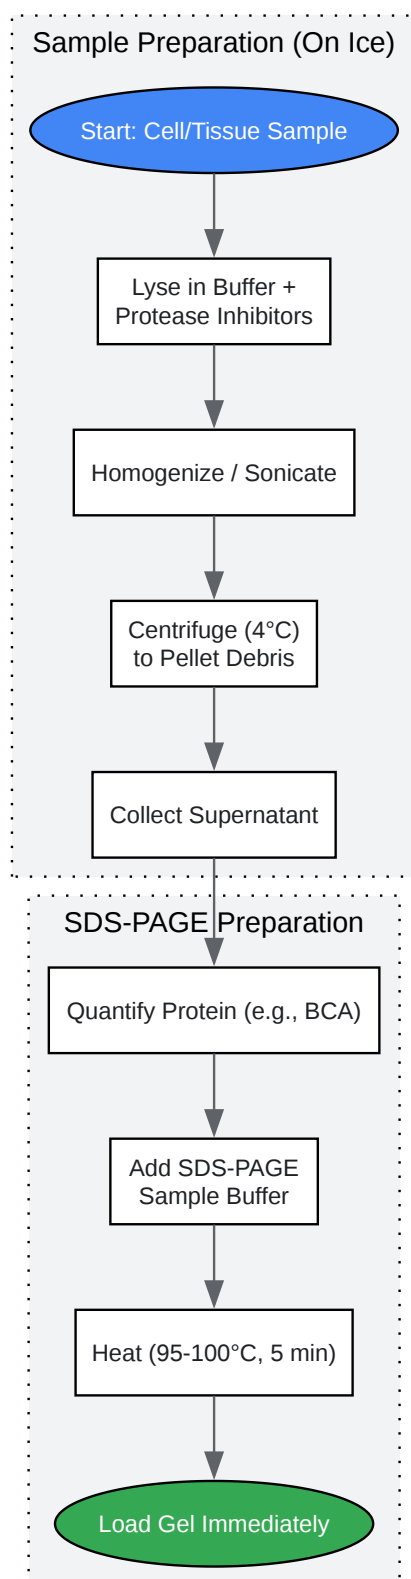 Sample Preparation (On Ice)
Start: Cell/Tissue Sample
Lyse in Buffer +
Protease Inhibitors
Homogenize / Sonicate
Centrifuge (4°C)
to Pellet Debris
Collect Supernatant
SDS-PAGE Preparation
Quantify Protein (e.g., BCA)
Add SDS-PAGE
Sample Buffer
Heat (95-100°C, 5 min)
Load Gel Immediately